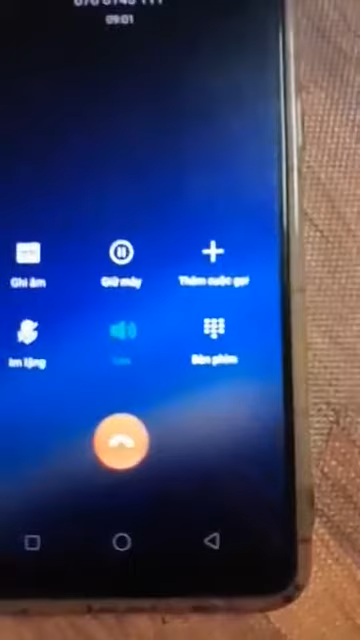 09:01
Ghi âm
Giữ máy
Thêm cuộc gọi
Im lặng
Bàn phím